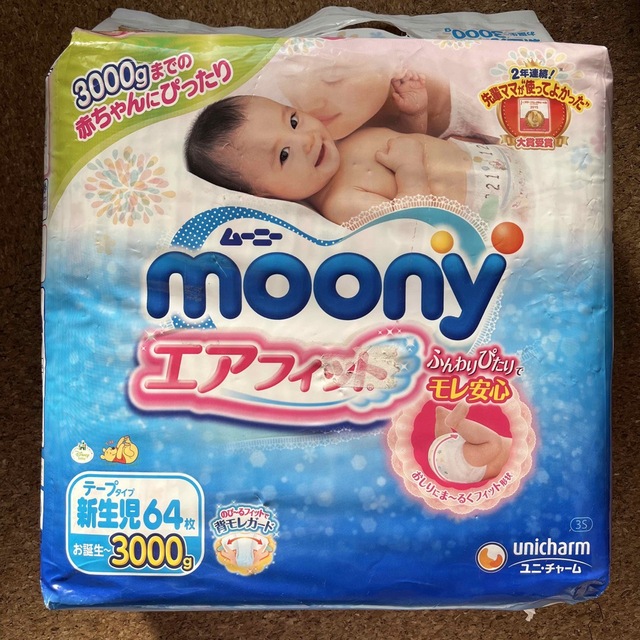 3000gまでの
赤ちゃんにぴったり
2年連続!
先輩ママが"使ってよかった"
大賞受賞
ムーニー
moony
エアフィット
ふんわりぴたりで
モレ安心
おしりにま〜るくフィット形状
Disney
テープタイプ
新生児64枚
お誕生〜3000g
のび〜るフィットで
背モレガード
3S
unicharm
ユニ・チャーム